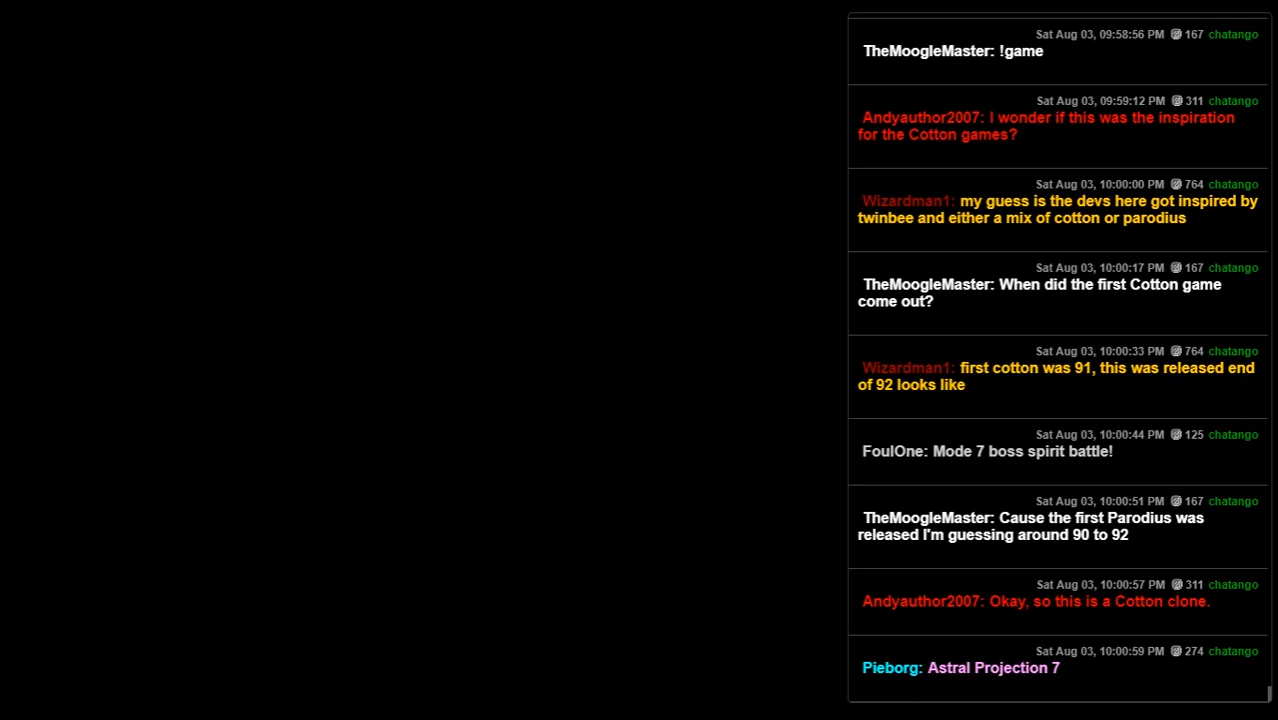 Sat Aug 03, 09:58:56 PM 167 chatango
TheMoogleMaster: !game
Sat Aug 03, 09:59:12 PM 311 chatango
Andyauthor2007: I wonder if this was the inspiration
for the Cotton games?
Sat Aug 03, 10:00:00 PM 764 chatango
Wizardman1: my guess is the devs here got inspired by
twinbee and either a mix of cotton or parodius
Sat Aug 03, 10:00:17 PM 167 chatango
TheMoogleMaster: When did the first Cotton game
come out?
Sat Aug 03, 10:00:33 PM 764 chatango
Wizardman1: first cotton was 91, this was released end
of 92 looks like
Sat Aug 03, 10:00:44 PM 125 chatango
FoulOne: Mode 7 boss spirit battle!
Sat Aug 03, 10:00:51 PM 167 chatango
TheMoogleMaster: Cause the first Parodius was
released I'm guessing around 90 to 92
Sat Aug 03, 10:00:57 PM 311 chatango
Andyauthor2007: Okay, so this is a Cotton clone.
Sat Aug 03, 10:00:59 PM 274 chatango
Pieborg: Astral Projection 7